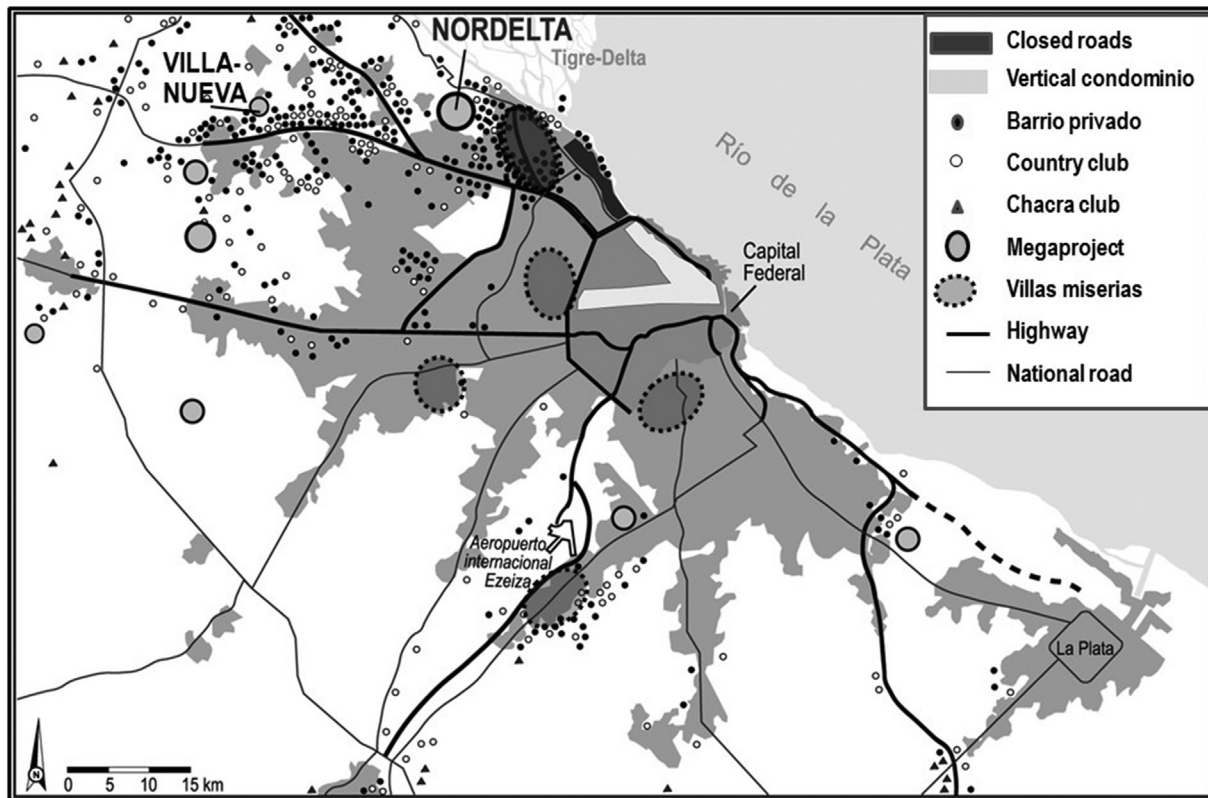 NORDELTA
VILLA-
NUEVA
Tigre-Delta
Río de la Plata
Capital
Federal
Aeropuerto
internacional
Ezeiza
La Plata
N
0 5 10 15 km
Closed roads
Vertical condominio
Barrio privado
Country club
Chacra club
Megaproject
Villas miserias
Highway
National road